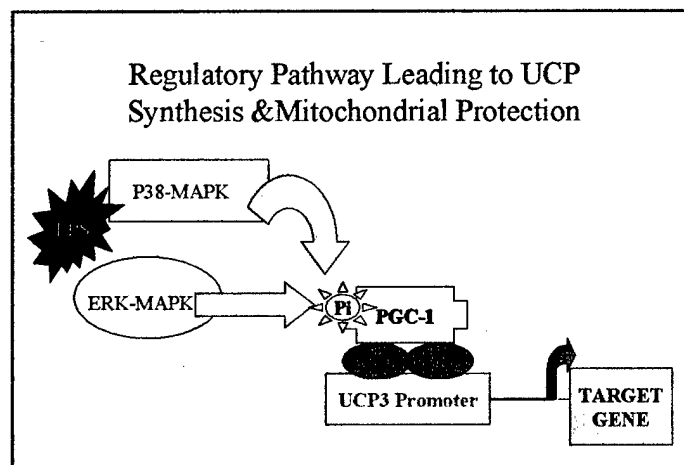 Regulatory Pathway Leading to UCP
Synthesis &Mitochondrial Protection
P38-MAPK
ERK-MAPK
Pi
PGC-1
UCP3 Promoter
TARGET
GENE